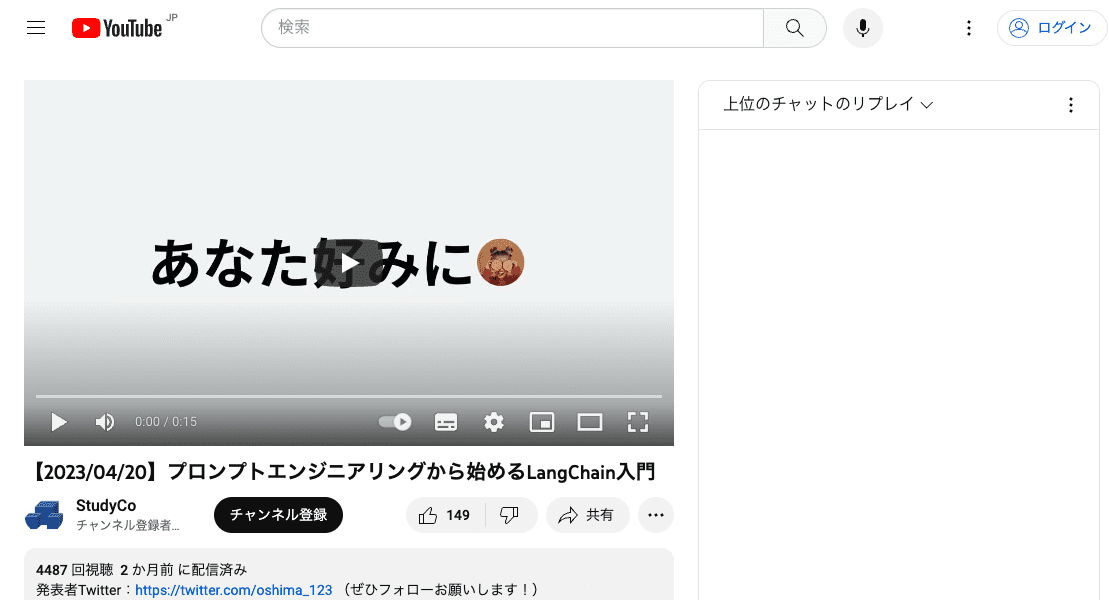 YouTube JP
検索
ログイン
上位のチャットのリプレイ
あなた好みに
0:00 / 0:15
【2023/04/20】プロンプトエンジニアリングから始めるLangChain入門
StudyCo
チャンネル登録者...
チャンネル登録
149
共有
4487 回視聴 2 か月前 に配信済み
発表者Twitter：https://twitter.com/oshima_123 （ぜひフォローお願いします！）